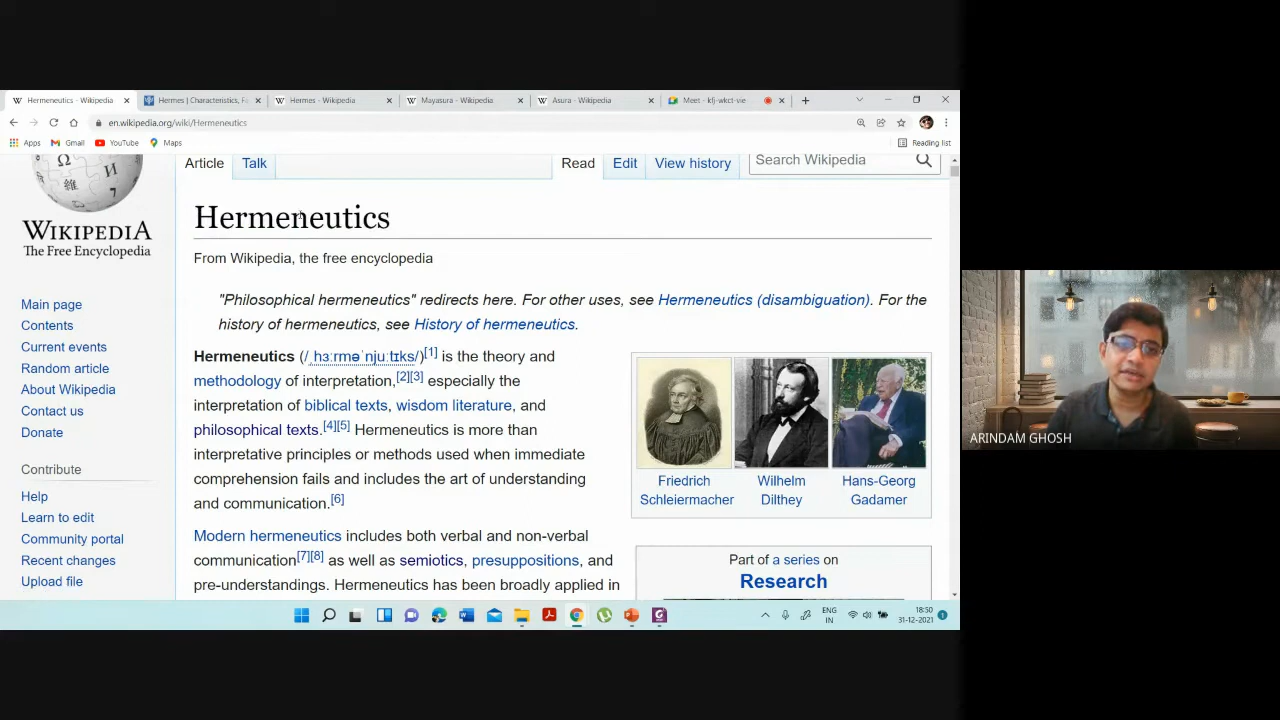 Hermeneutics - Wikipedia
Hermes | Characteristics, F
Hermes - Wikipedia
Mayasura - Wikipedia
Asura - Wikipedia
Meet - kfj-wkct-vie
en.wikipedia.org/wiki/Hermeneutics
Apps Gmail YouTube Maps Reading list
Article Talk Read Edit View history Search Wikipedia
WIKIPEDIA
The Free Encyclopedia
Main page
Contents
Current events
Random article
About Wikipedia
Contact us
Donate
Contribute
Help
Learn to edit
Community portal
Recent changes
Upload file
Hermeneutics
From Wikipedia, the free encyclopedia
"Philosophical hermeneutics" redirects here. For other uses, see Hermeneutics (disambiguation). For the
history of hermeneutics, see History of hermeneutics.
Hermeneutics (/ˌhɜːrməˈnjuːtɪks/)[1] is the theory and
methodology of interpretation,[2][3] especially the
interpretation of biblical texts, wisdom literature, and
philosophical texts.[4][5] Hermeneutics is more than
interpretative principles or methods used when immediate
comprehension fails and includes the art of understanding
and communication.[6]
Modern hermeneutics includes both verbal and non-verbal
communication[7][8] as well as semiotics, presuppositions, and
pre-understandings. Hermeneutics has been broadly applied in
Friedrich
Schleiermacher
Wilhelm
Dilthey
Hans-Georg
Gadamer
Part of a series on
Research
ENG
IN
18:50
31-12-2021
1
ARINDAM GHOSH